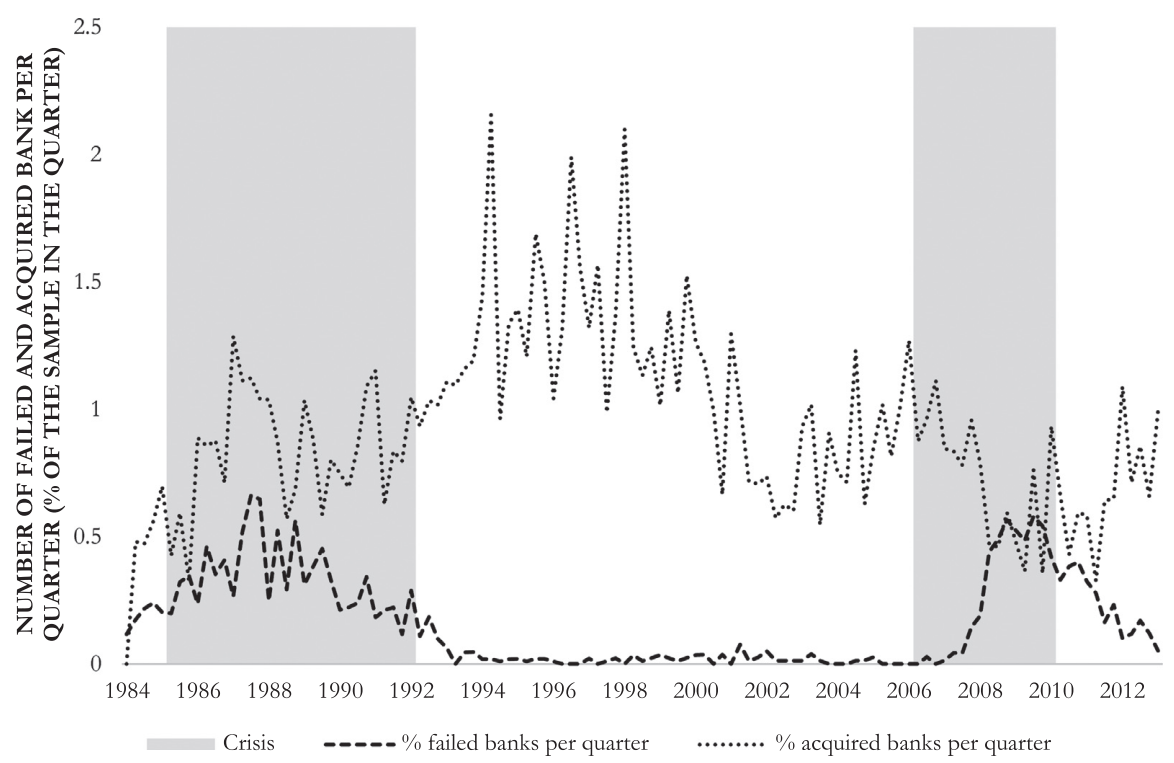 NUMBER OF FAILED AND ACQUIRED BANK PER
QUARTER (% OF THE SAMPLE IN THE QUARTER)
2.5
2
1.5
1
0.5
0
1984 1986 1988 1990 1992 1994 1996 1998 2000 2002 2004 2006 2008 2010 2012
Crisis % failed banks per quarter % acquired banks per quarter